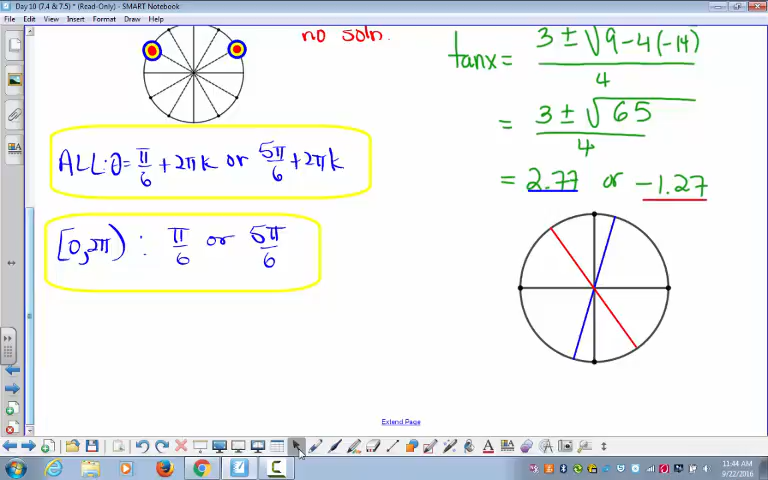 Day 10 (7.4 & 7.5) * (Read-Only) - SMART Notebook
File Edit View Insert Format Draw Help
no soln.
ALL: θ = π/6 + 2πk or 5π/6 + 2πk
[0, 2π) : π/6 or 5π/6
tanx = 3 ± √9 - 4(-14)
4
= 3 ± √65
4
= 2.77 or -1.27
Extend Page
A
11:44 AM
9/22/2016